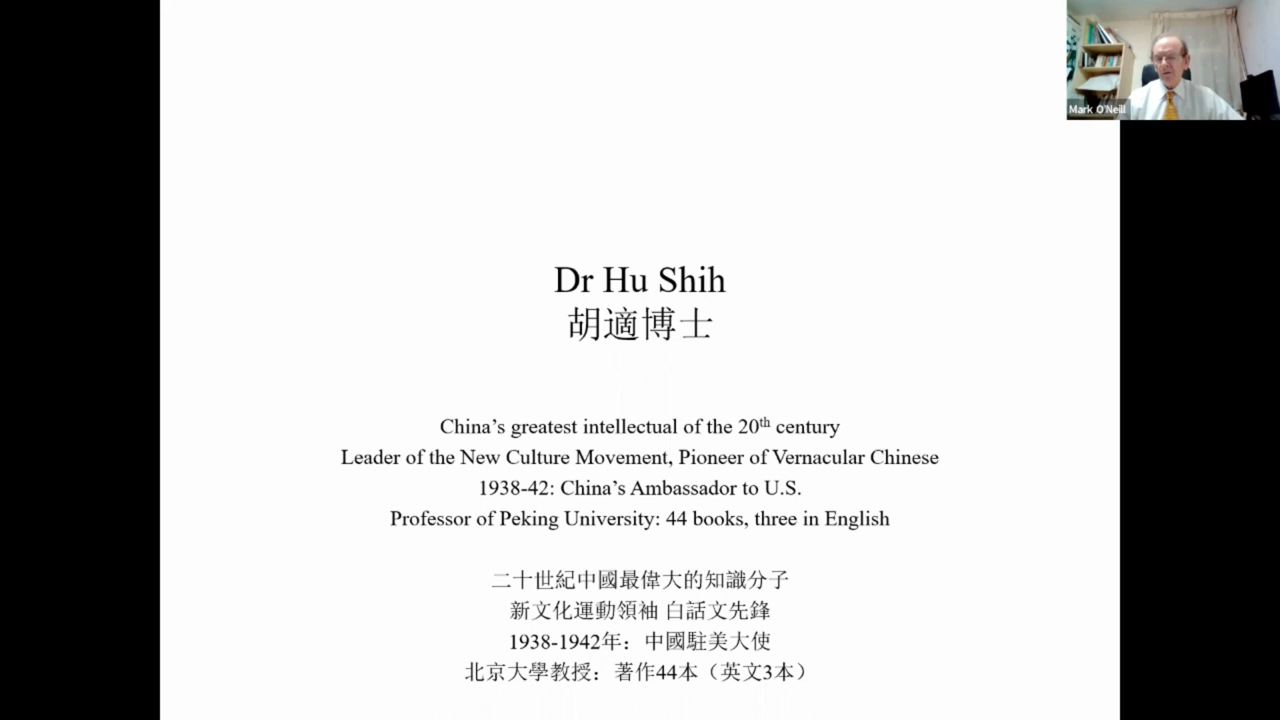 Mark O'Neill
Dr Hu Shih
胡適博士
China’s greatest intellectual of the 20th century
Leader of the New Culture Movement, Pioneer of Vernacular Chinese
1938-42: China’s Ambassador to U.S.
Professor of Peking University: 44 books, three in English
二十世紀中國最偉大的知識分子
新文化運動領袖 白話文先鋒
1938-1942年：中國駐美大使
北京大學教授：著作44本（英文3本）